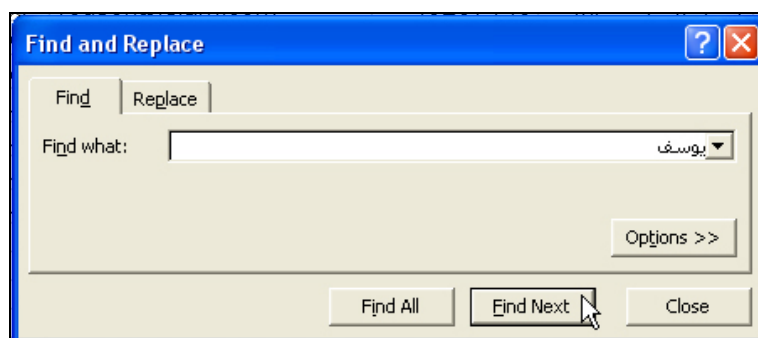 Find and Replace
Find Replace
Find what: يوسف
Options >>
Find All Find Next Close